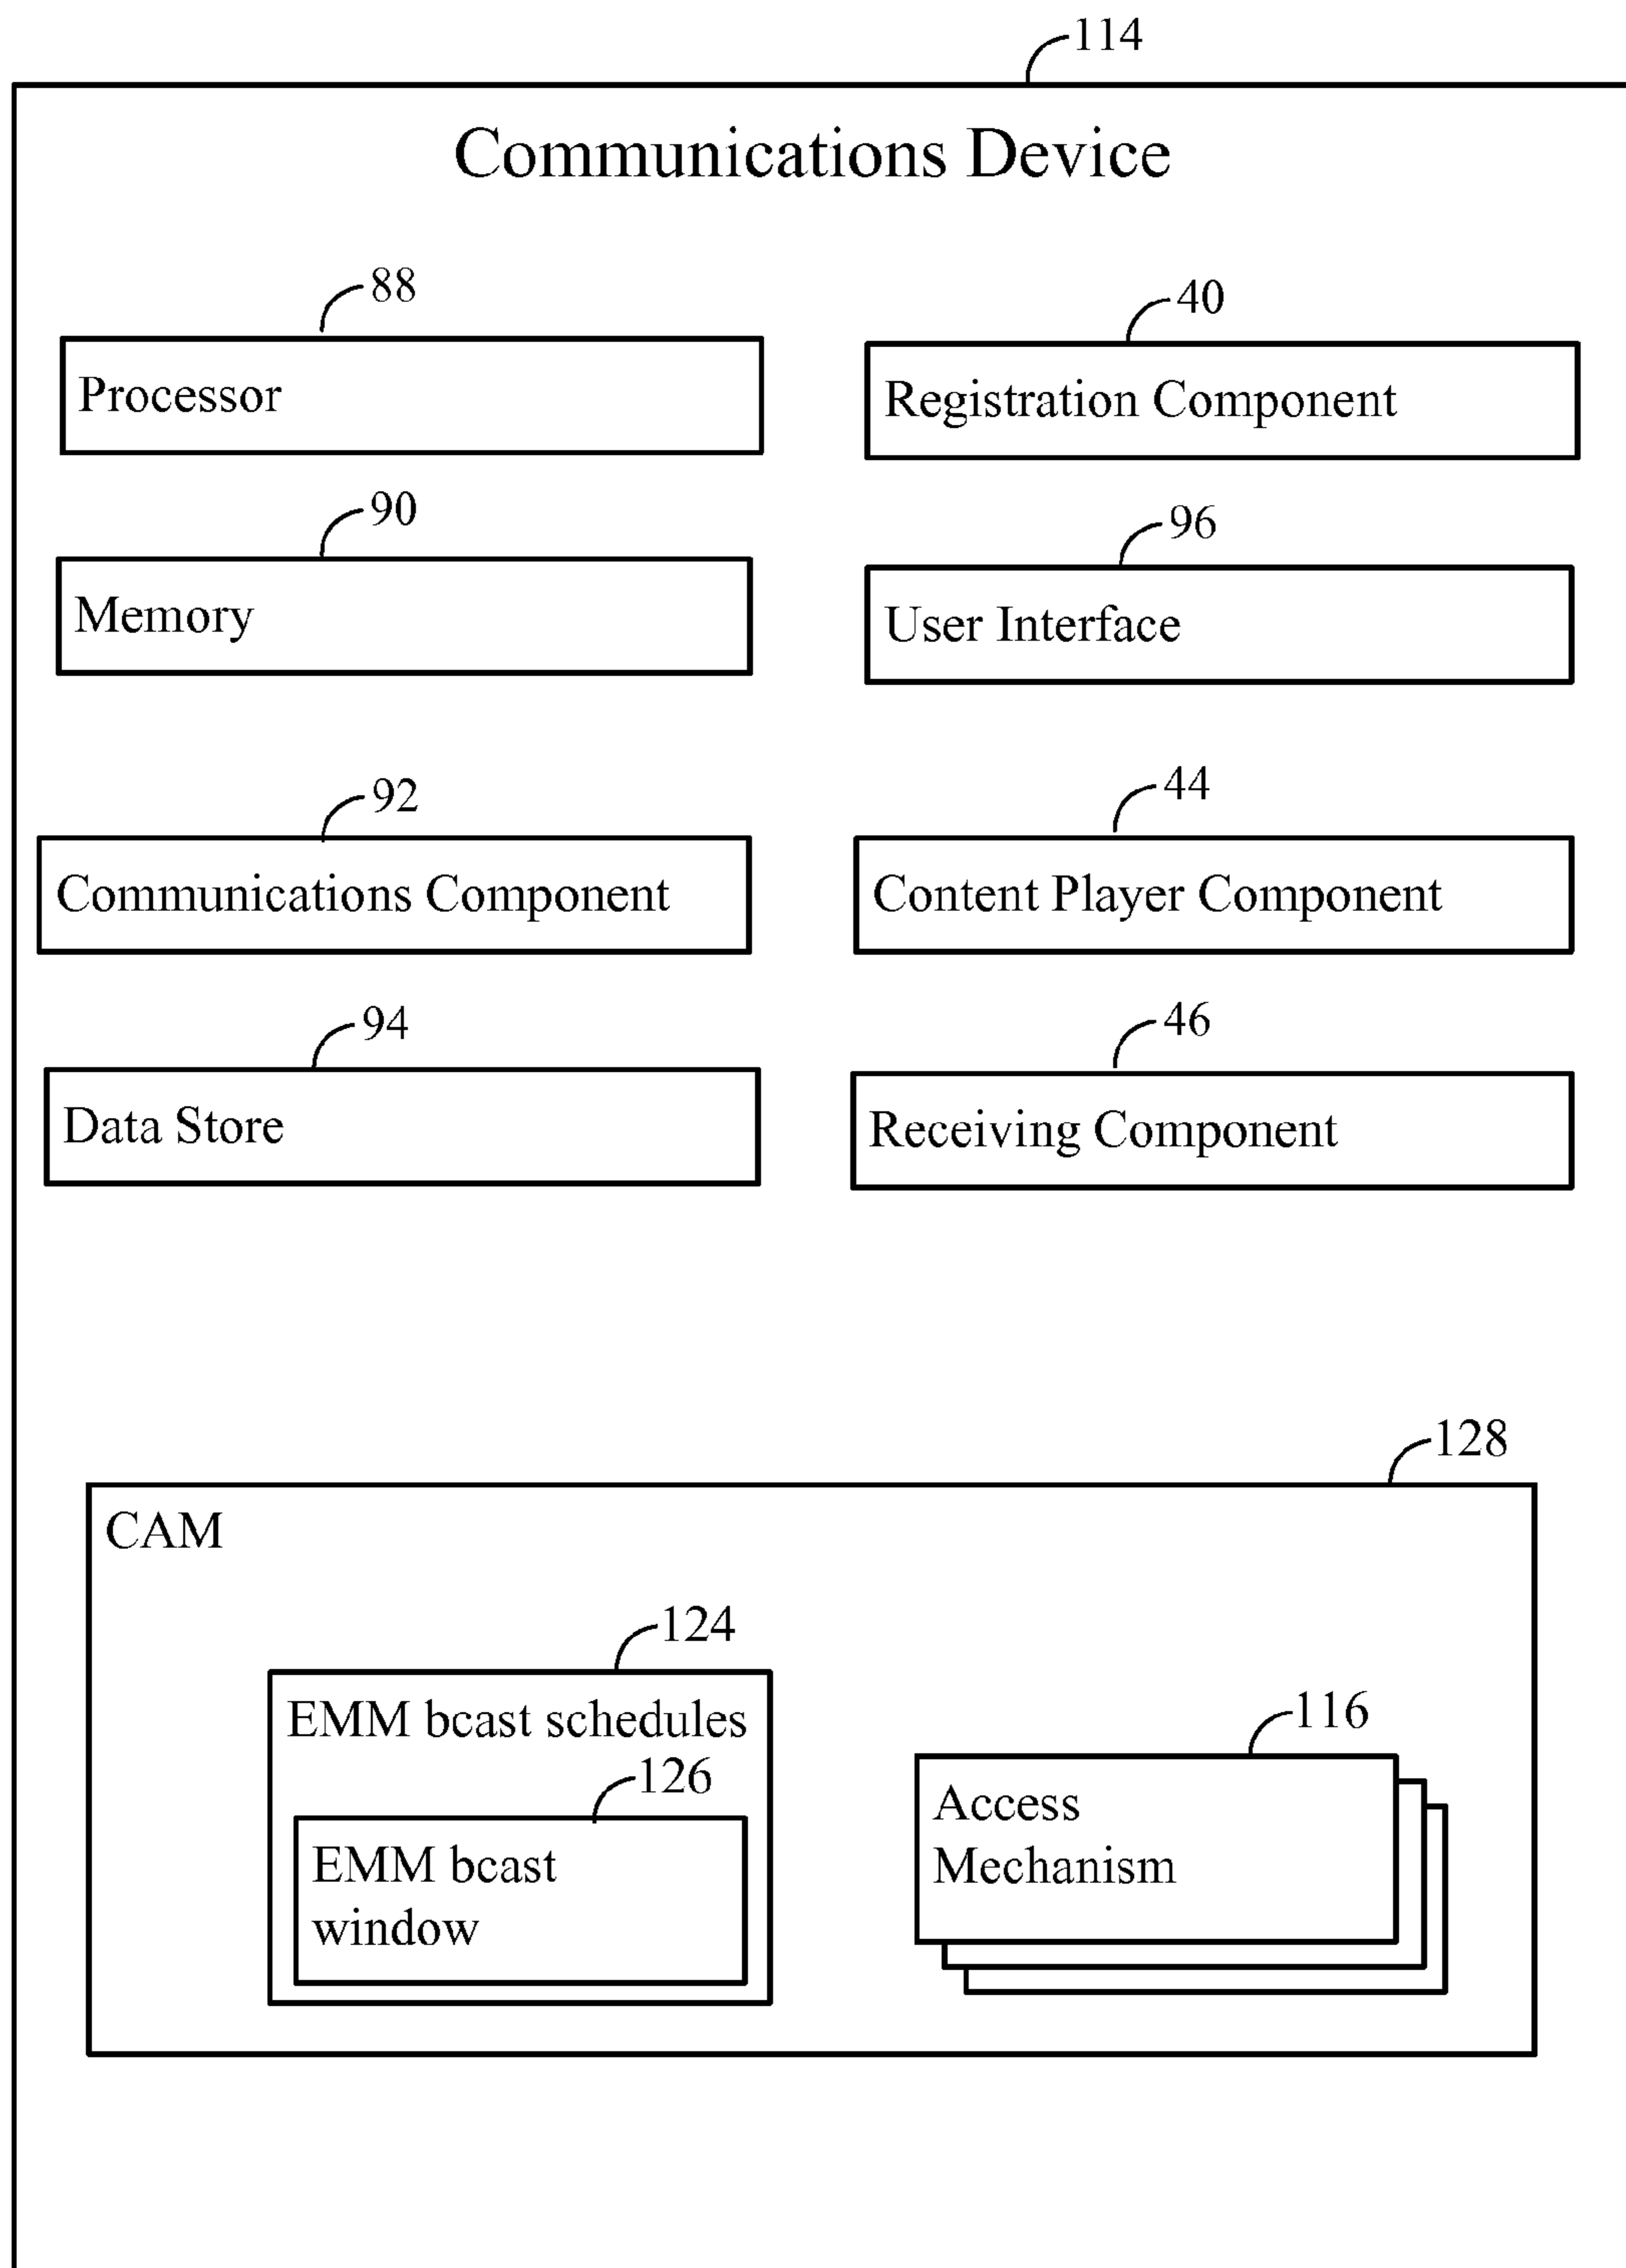 114
Communications Device
88
40
Processor
Registration Component
90
96
Memory
User Interface
92
44
Communications Component
Content Player Component
94
46
Data Store
Receiving Component
128
CAM
124
EMM bcast schedules
126
EMM bcast
window
116
Access
Mechanism